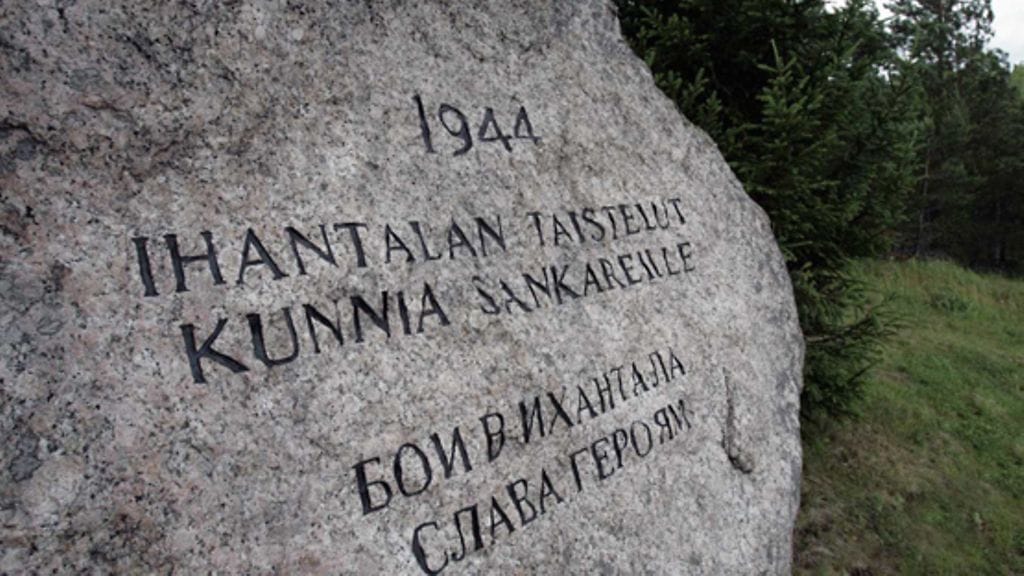 1944
IHANTALAN TAISTELUT
KUNNIA SANKAREILLE
БОИ В ИХАНТАЛА
СЛАВА ГЕРОЯМ